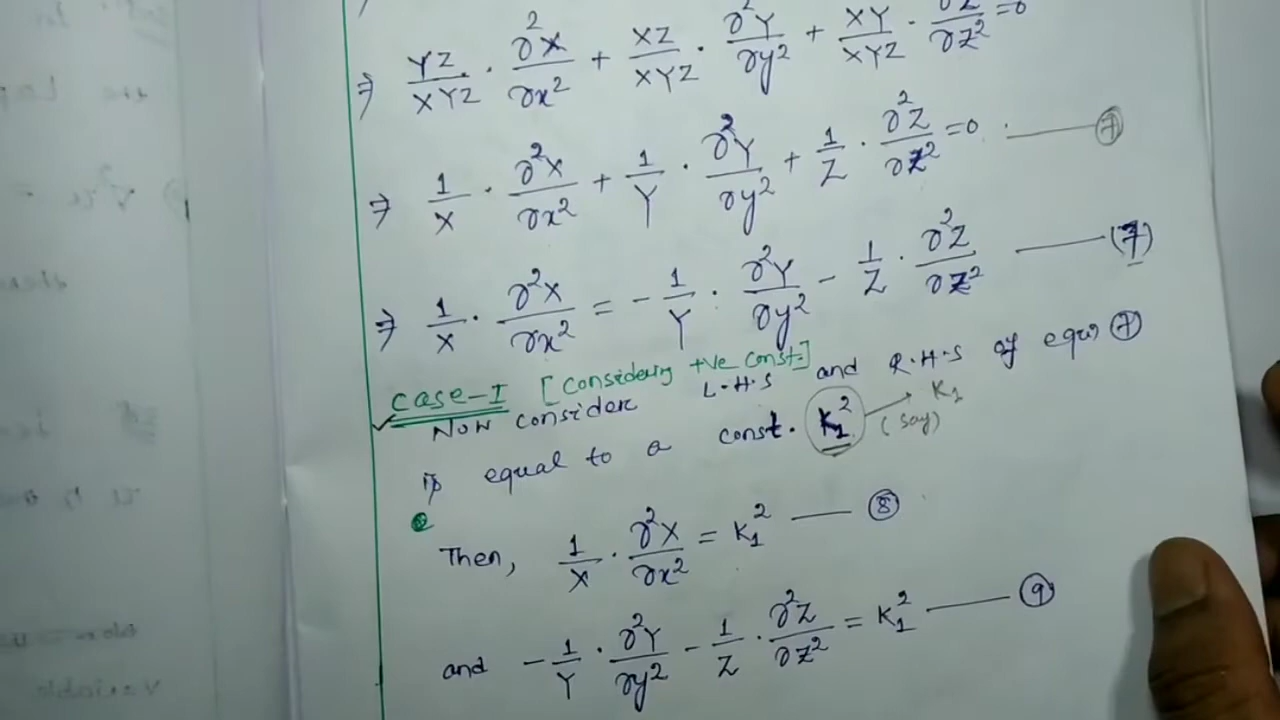 ⇒ YZ/XYZ · ∂²X/∂x² + XZ/XYZ · ∂²Y/∂y² + XY/XYZ · ∂²Z/∂z² = 0
⇒ 1/X · ∂²X/∂x² + 1/Y · ∂²Y/∂y² + 1/Z · ∂²Z/∂z² = 0 —— ⑦
⇒ 1/X · ∂²X/∂x² = - 1/Y · ∂²Y/∂y² - 1/Z · ∂²Z/∂z² —— (7)
Case-I [Considering +ve const.]
Now consider L.H.S and R.H.S of equn ⑦
is equal to a const. K₁² (say) → K₁
Then, 1/X · ∂²X/∂x² = K₁² —— ⑧
and - 1/Y · ∂²Y/∂y² - 1/Z · ∂²Z/∂z² = K₁² —— ⑨